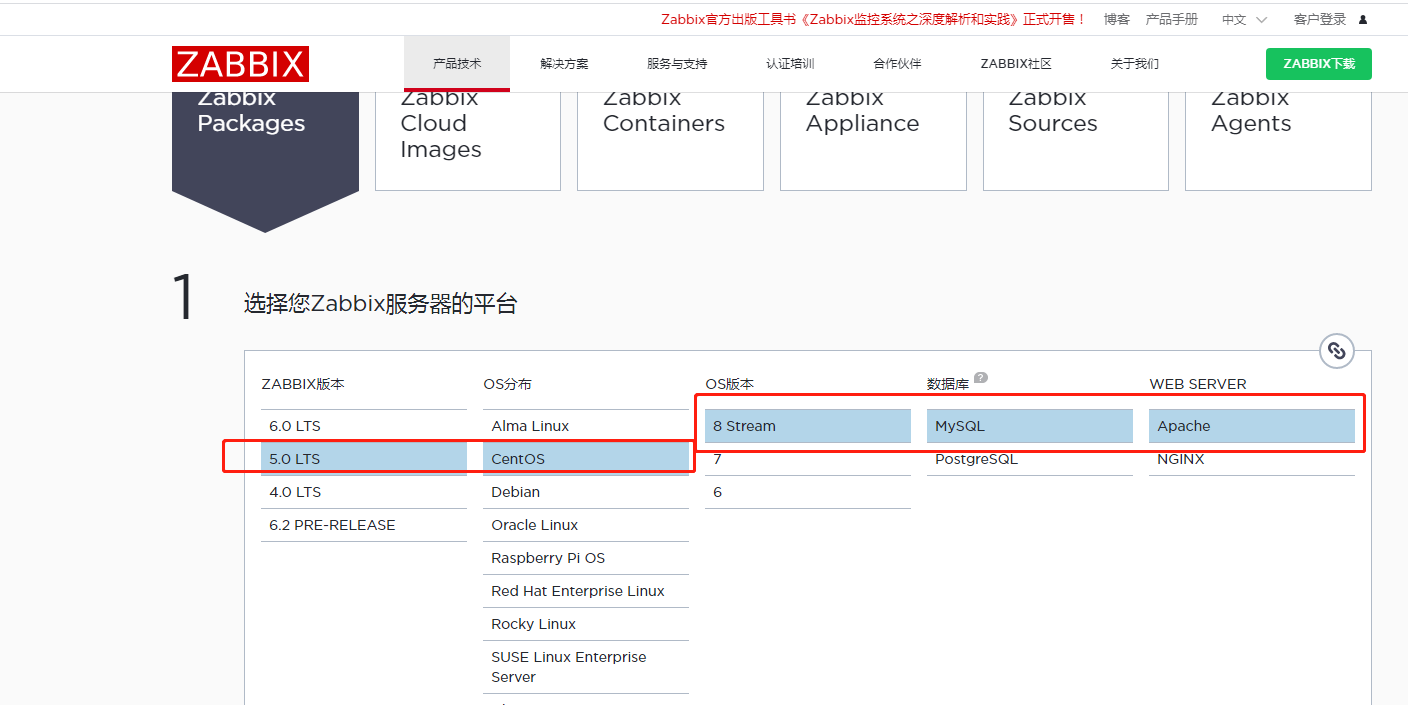 Zabbix官方出版工具书《Zabbix监控系统之深度解析和实践》正式开售！ 博客 产品手册 中文 客户登录
ZABBIX 产品技术 解决方案 服务与支持 认证培训 合作伙伴 ZABBIX社区 关于我们 ZABBIX下载
Zabbix
Packages
Zabbix
Cloud
Images
Zabbix
Containers
Zabbix
Appliance
Zabbix
Sources
Zabbix
Agents
1
选择您Zabbix服务器的平台
ZABBIX版本
6.0 LTS
5.0 LTS
4.0 LTS
6.2 PRE-RELEASE
OS分布
Alma Linux
CentOS
Debian
Oracle Linux
Raspberry Pi OS
Red Hat Enterprise Linux
Rocky Linux
SUSE Linux Enterprise
Server
OS版本
8 Stream
7
6
数据库 ?
MySQL
PostgreSQL
WEB SERVER
Apache
NGINX